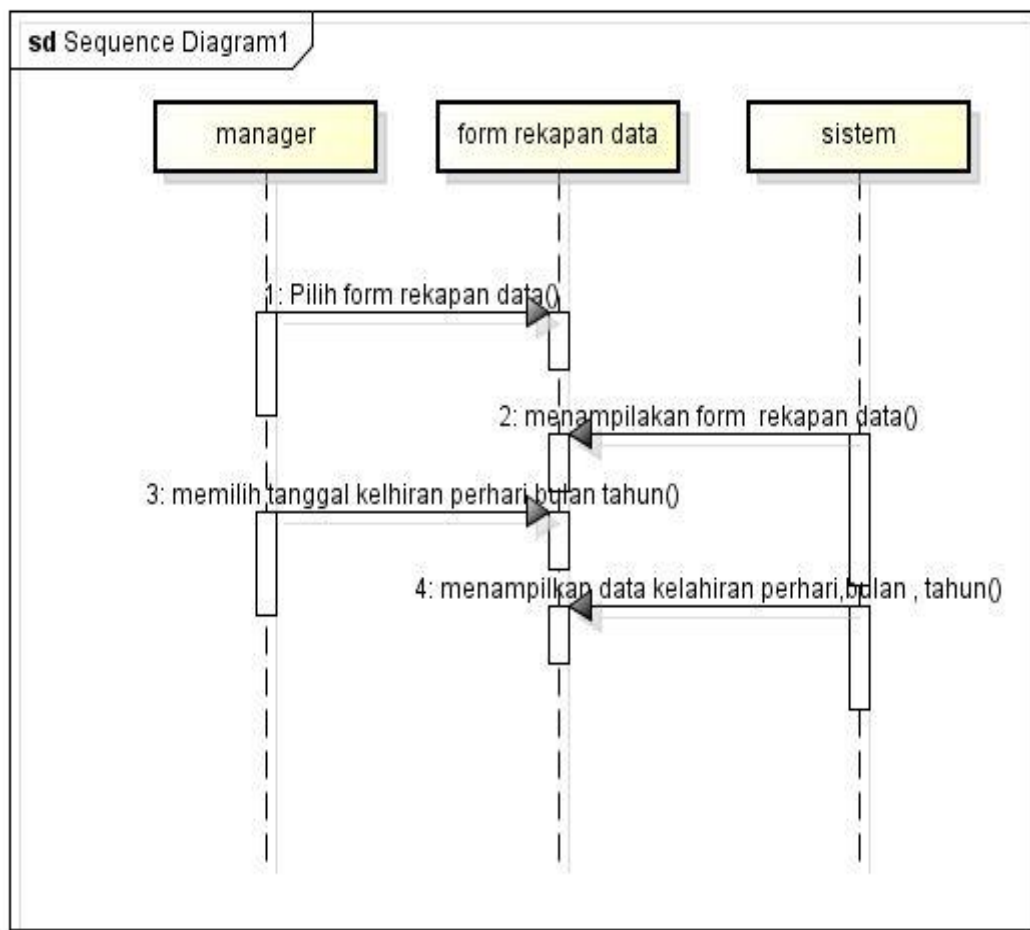 sd Sequence Diagram1
manager
form rekapan data
sistem
1: Pilih form rekapan data()
2: menampilakan form rekapan data()
3: memilih tanggal kelhiran perhari,bulan tahun()
4: menampilkan data kelahiran perhari,bulan , tahun()